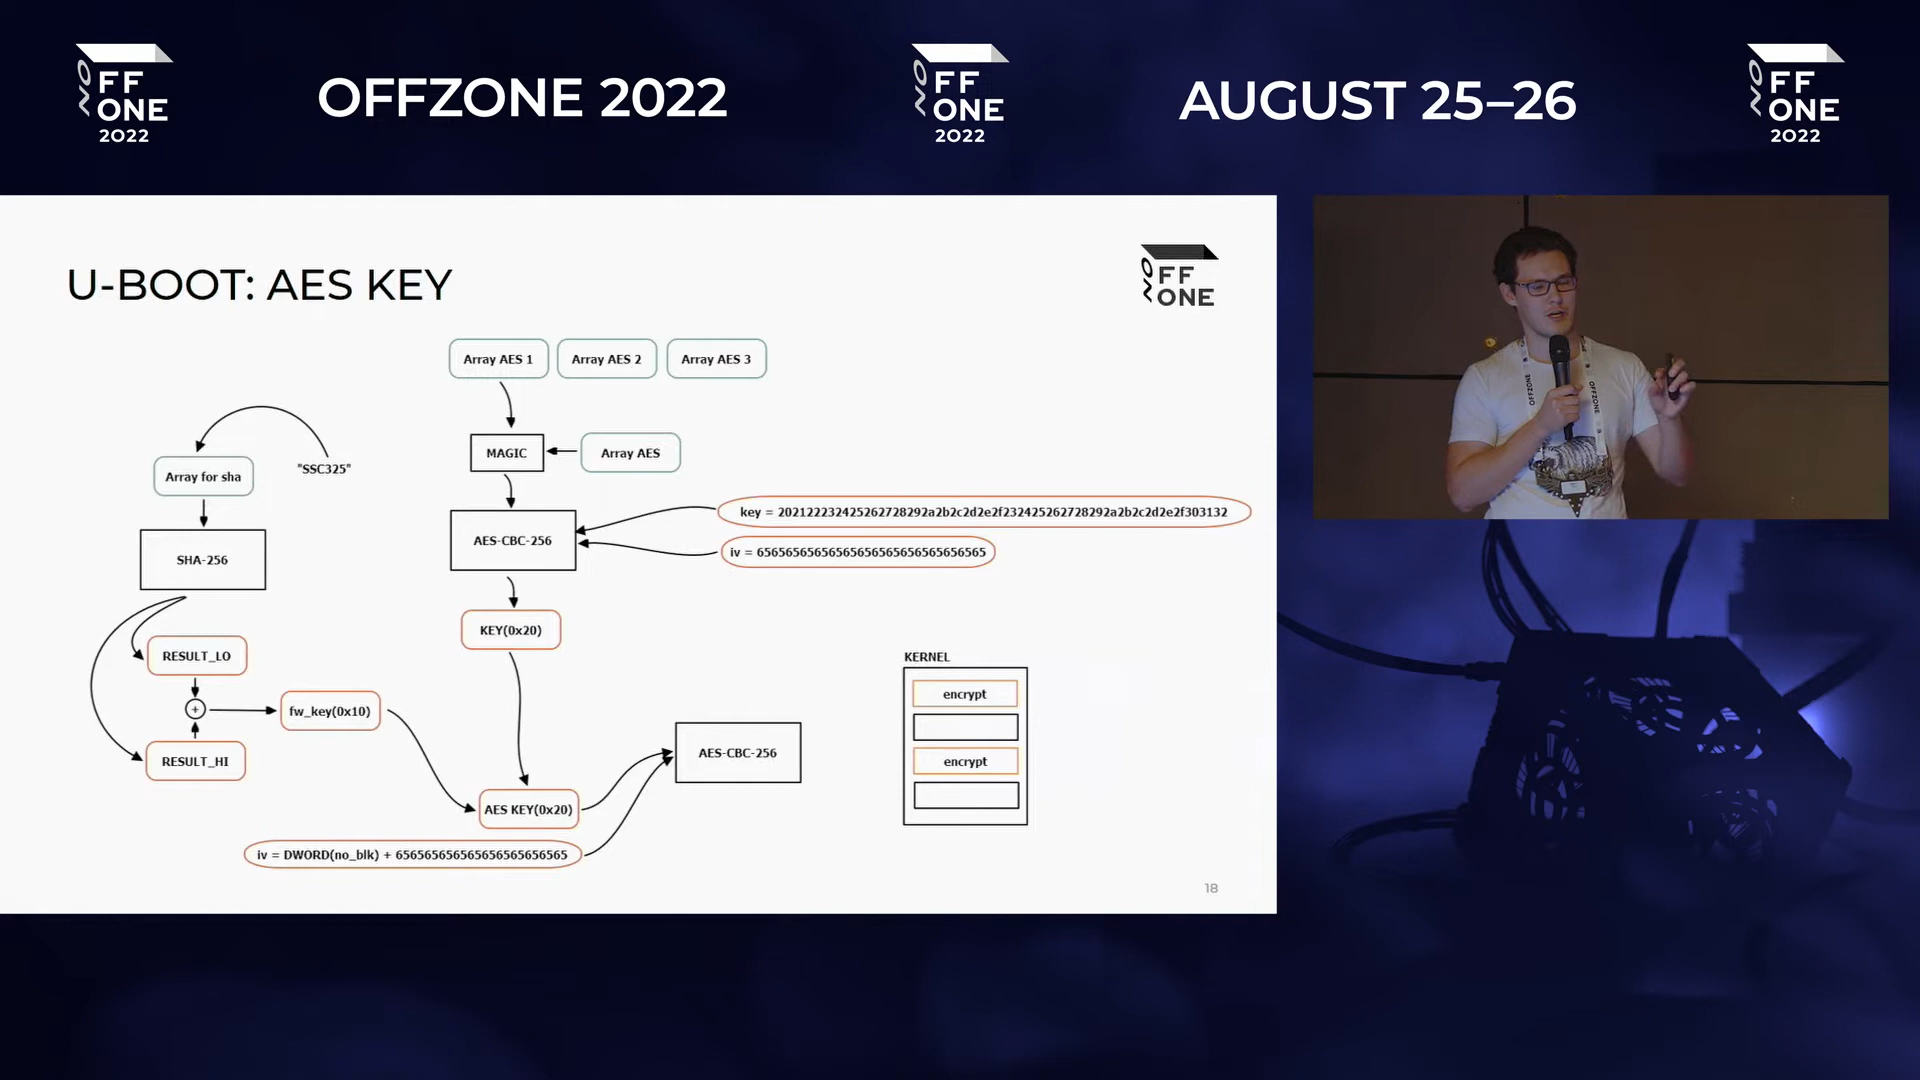 OFF
ZONE
2022
OFFZONE 2022
OFF
ZONE
2022
AUGUST 25–26
OFF
ZONE
2022
U-BOOT: AES KEY
OFF
ZONE
Array AES 1
Array AES 2
Array AES 3
MAGIC
Array AES
"SSC325"
Array for sha
key = 202122232425262728292a2b2c2d2e2f232425262728292a2b2c2d2e2f303132
AES-CBC-256
iv = 65656565656565656565656565656565
SHA-256
KEY(0x20)
RESULT_LO
+
fw_key(0x10)
RESULT_HI
KERNEL
encrypt
encrypt
AES-CBC-256
AES KEY(0x20)
iv = DWORD(no_blk) + 656565656565656565656565
18
OFFZONE
OFFZONE